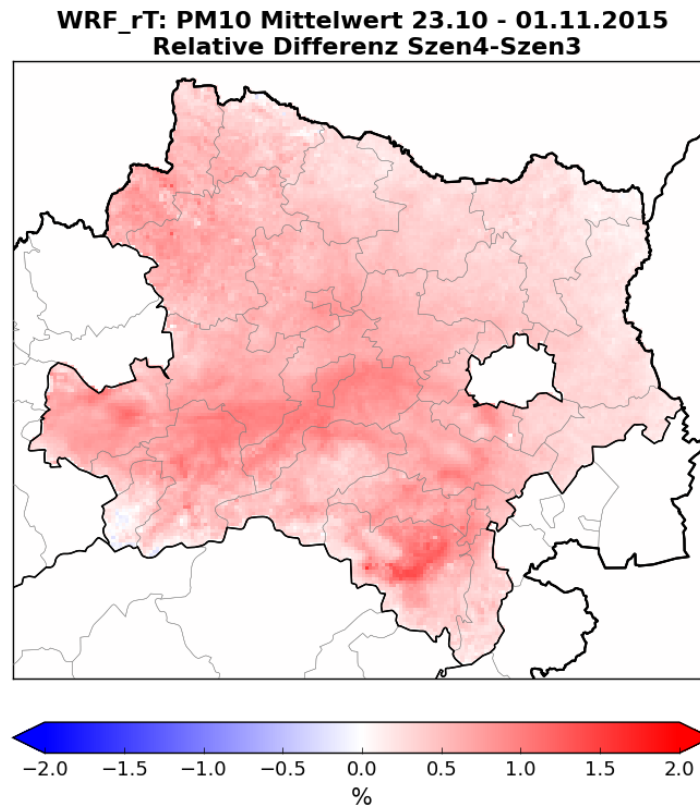 WRF_rT: PM10 Mittelwert 23.10 - 01.11.2015
Relative Differenz Szen4-Szen3
−2.0 −1.5 −1.0 −0.5 0.0 0.5 1.0 1.5 2.0
%